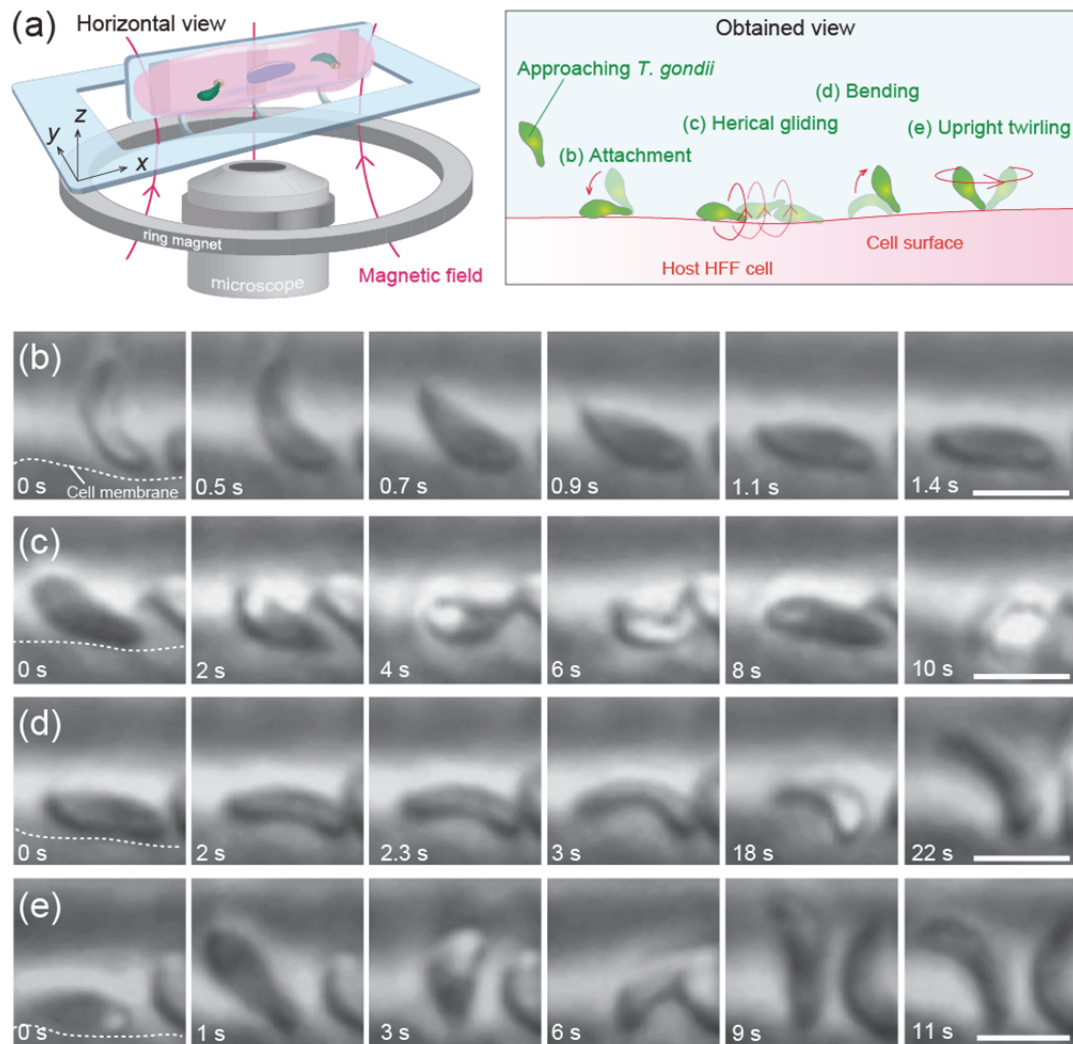 (a)
Horizontal view
z
y
x
ring magnet
microscope
Magnetic field
Obtained view
Approaching T. gondii
(d) Bending
(c) Herical gliding
(e) Upright twirling
(b) Attachment
Cell surface
Host HFF cell
(b)
0 s
Cell membrane
0.5 s
0.7 s
0.9 s
1.1 s
1.4 s
(c)
0 s
2 s
4 s
6 s
8 s
10 s
(d)
0 s
2 s
2.3 s
3 s
18 s
22 s
(e)
0 s
1 s
3 s
6 s
9 s
11 s